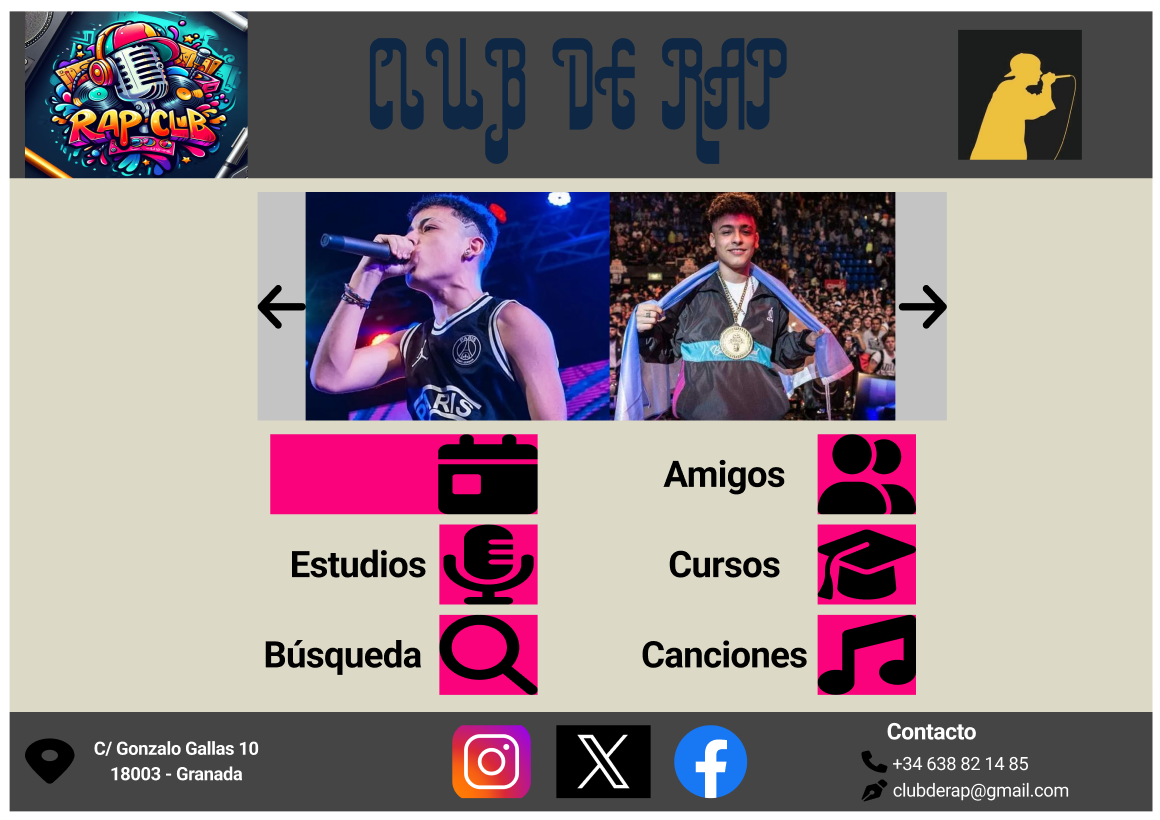 RAP CLUB
CLUB DE RAP
PARIS
Amigos
Estudios
Cursos
Búsqueda
Canciones
C/ Gonzalo Gallas 10
18003 - Granada
Contacto
+34 638 82 14 85
clubderap@gmail.com